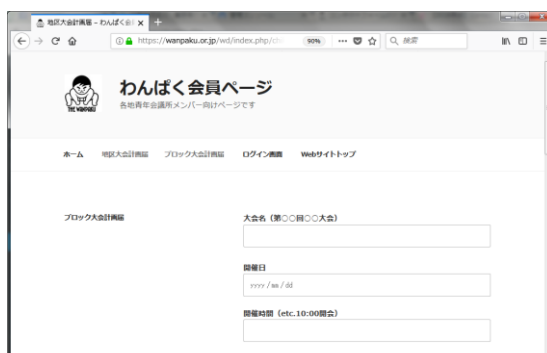 地区大会計画届 - わんぱく会
https://wanpaku.or.jp/wd/index.php/ch
90%
検索
わんぱく会員ページ
各地青年会議所メンバー向けページです
THE WANPAKU
ホーム 地区大会計画届 ブロック大会計画届 ログイン画面 Webサイトトップ
ブロック大会計画届
大会名（第○○回○○大会）
開催日
yyyy / mm / dd
開催時間（etc.10:00開会）